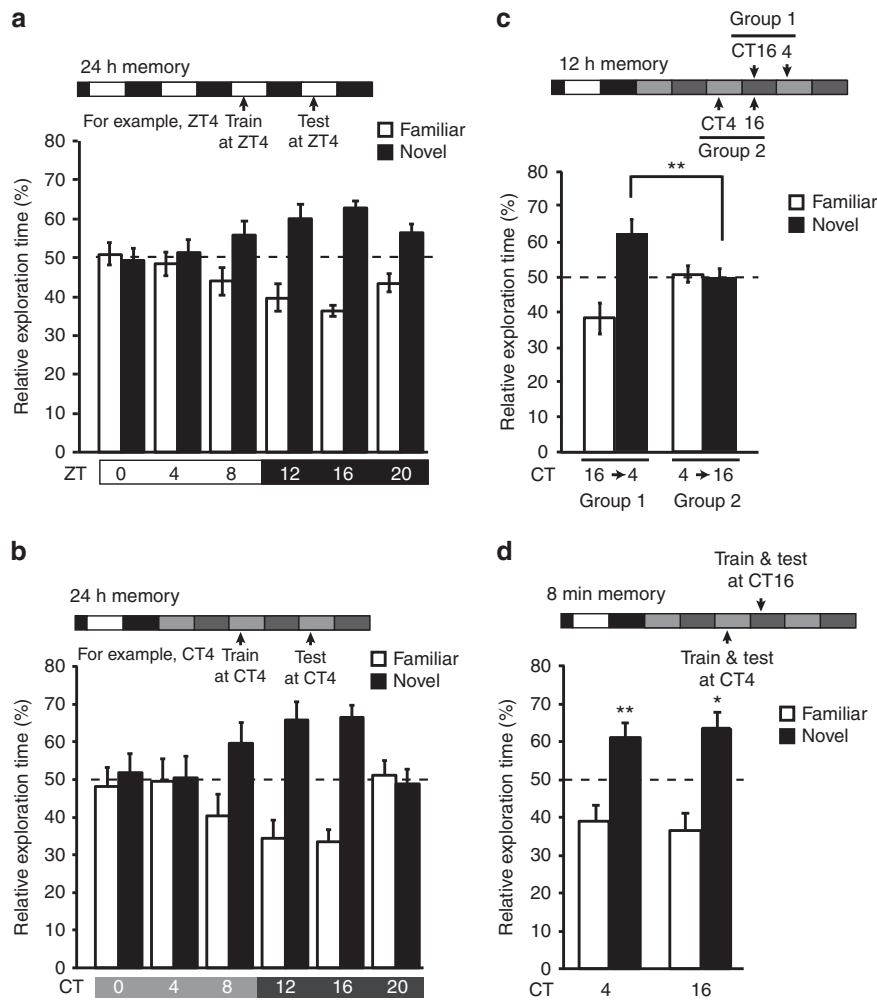 a
24 h memory
For example, ZT4 Train at ZT4 Test at ZT4
Familiar
Novel
Relative exploration time (%)
80
70
60
50
40
30
20
10
0
ZT 0 4 8 12 16 20
b
24 h memory
For example, CT4 Train at CT4 Test at CT4
Familiar
Novel
Relative exploration time (%)
80
70
60
50
40
30
20
10
0
CT 0 4 8 12 16 20
c
Group 1
CT16 4
12 h memory
CT4 16
Group 2
Familiar
Novel
**
Relative exploration time (%)
80
70
60
50
40
30
20
10
0
CT 16 → 4 4 → 16
Group 1 Group 2
d
Train & test
at CT16
8 min memory
Train & test
at CT4
Familiar
Novel
** *
Relative exploration time (%)
80
70
60
50
40
30
20
10
0
CT 4 16